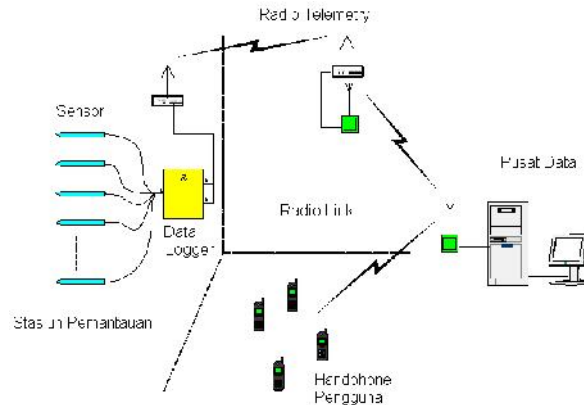 Radio Telemetry
Sensor
Pusat Data
Radio Link
Data
Logger
Stasiun Pemantauan
Handphone
Pengguna